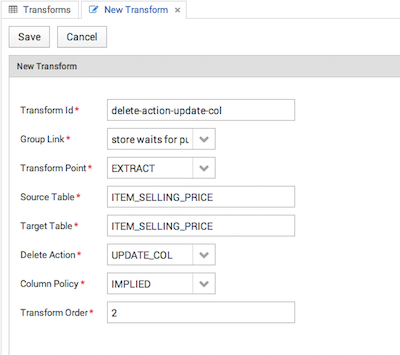 Transforms
New Transform ×
Save
Cancel
New Transform
Transform Id * delete-action-update-col
Group Link * store waits for
Transform Point * EXTRACT
Source Table * ITEM_SELLING_PRICE
Target Table * ITEM_SELLING_PRICE
Delete Action * UPDATE_COL
Column Policy * IMPLIED
Transform Order * 2